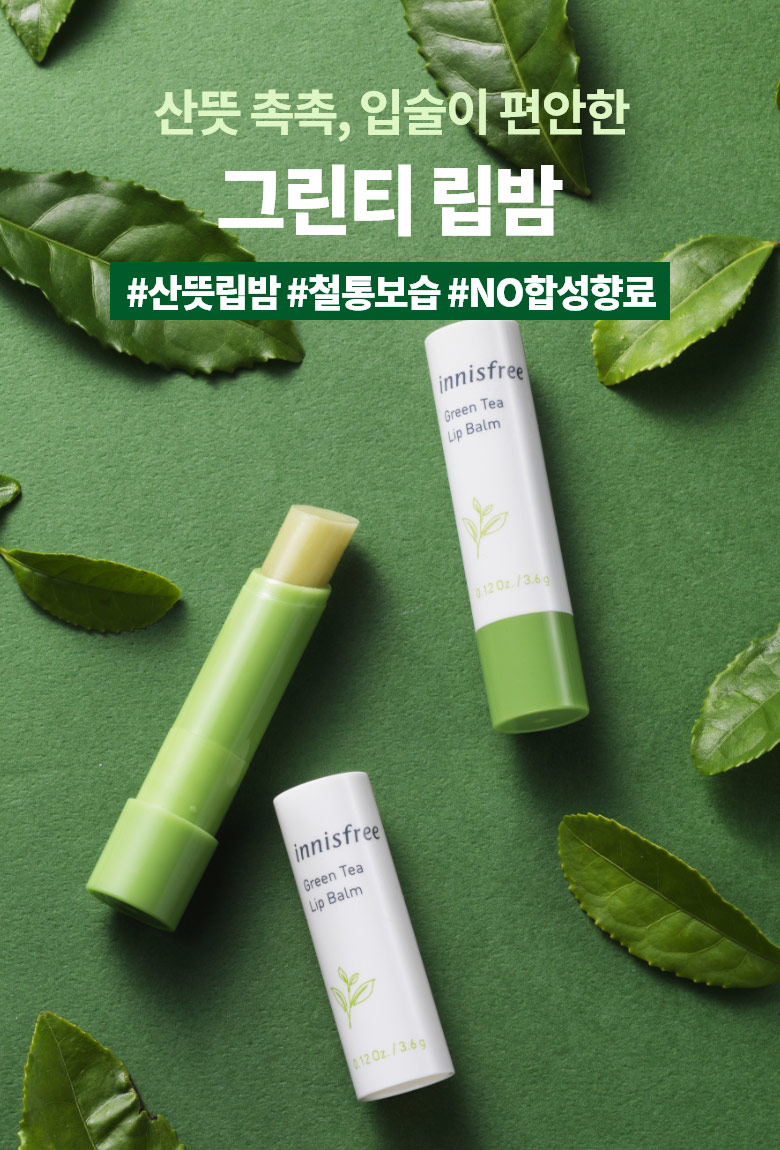 산뜻 촉촉, 입술이 편안한
그린티 립밤
#산뜻립밤 #철통보습 #NO합성향료
innisfree
Green Tea
Lip Balm
0.12 Oz. / 3.6 g
innisfree
Green Tea
Lip Balm
0.12 Oz. / 3.6 g